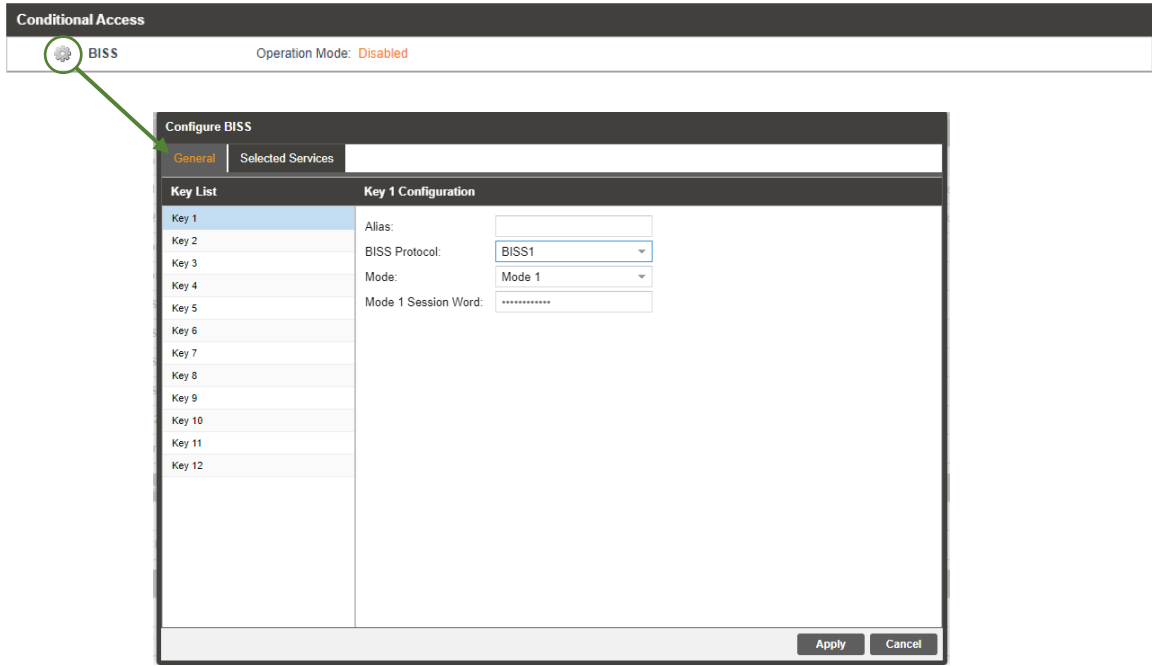 Conditional Access
BISS Operation Mode: Disabled
Configure BISS
General Selected Services
Key List Key 1 Configuration
Key 1
Key 2
Key 3
Key 4
Key 5
Key 6
Key 7
Key 8
Key 9
Key 10
Key 11
Key 12
Alias:
BISS Protocol: BISS1
Mode: Mode 1
Mode 1 Session Word: ••••••••••••
Apply Cancel